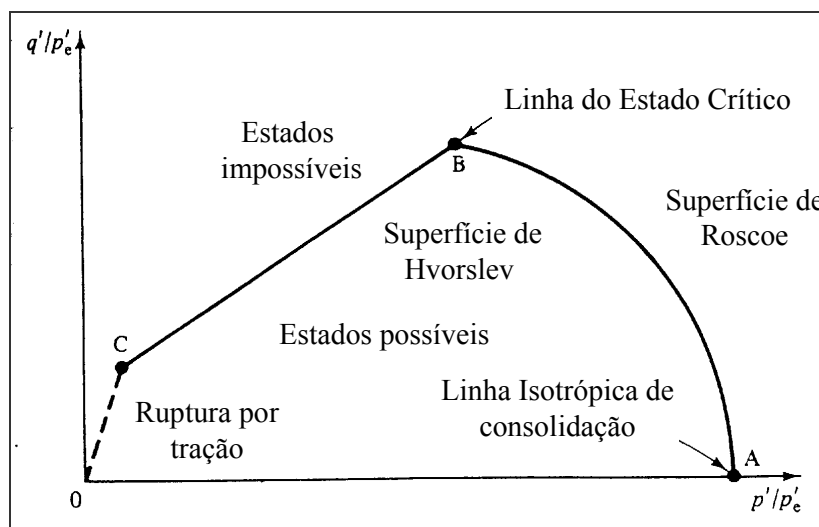 q'/p'e
Linha do Estado Crítico
Estados
impossíveis
B
Superfície de
Roscoe
Superfície de
Hvorslev
C
Estados possíveis
Linha Isotrópica de
consolidação
Ruptura por
tração
A
0
p'/p'e